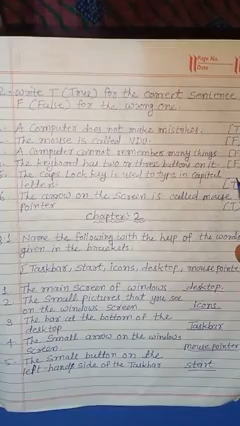 Page No.
Date
2. Write T (True) for the correct sentence
F (False) for the wrong one.
A Computer does not make mistakes. [T
The mouse is called VDU. [F
A Computer cannot remember many things [F
The keyboard has two or three button on it [F
The Caps Lock key is used to type in capital
letters. [T
6 The arrow on the screen is called mouse
pointer [T
Chapter: 2
Q.1 Name the following with the help of the words
given in the brackets.
[Taskbar, start, icons, desktop, mouse pointer
1 The main screen of windows desktop.
2 The small pictures that you see
on the windows screen icons
3 The bar at the bottom of the
desktop Taskbar
4 The small arrow on the windows
screen mouse pointer
5. The small button on the
left-hand side of the Taskbar start